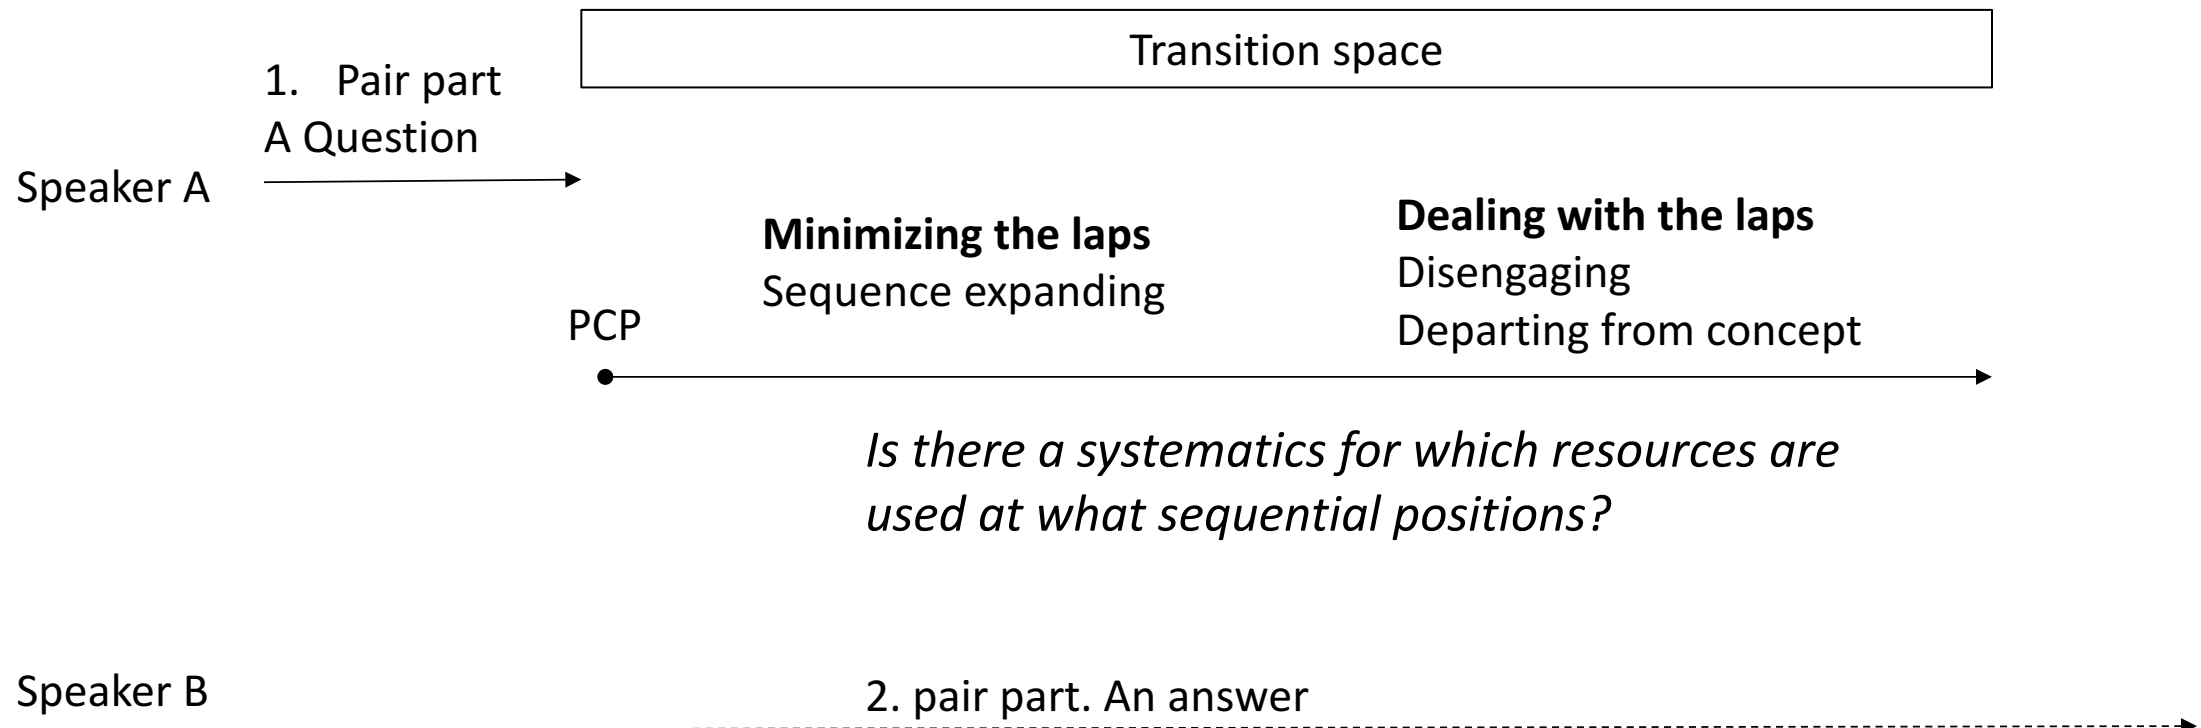 Transition space
1. Pair part
A Question
Speaker A
Minimizing the laps
Sequence expanding
Dealing with the laps
Disengaging
Departing from concept
PCP
Is there a systematics for which resources are
used at what sequential positions?
Speaker B
2. pair part. An answer